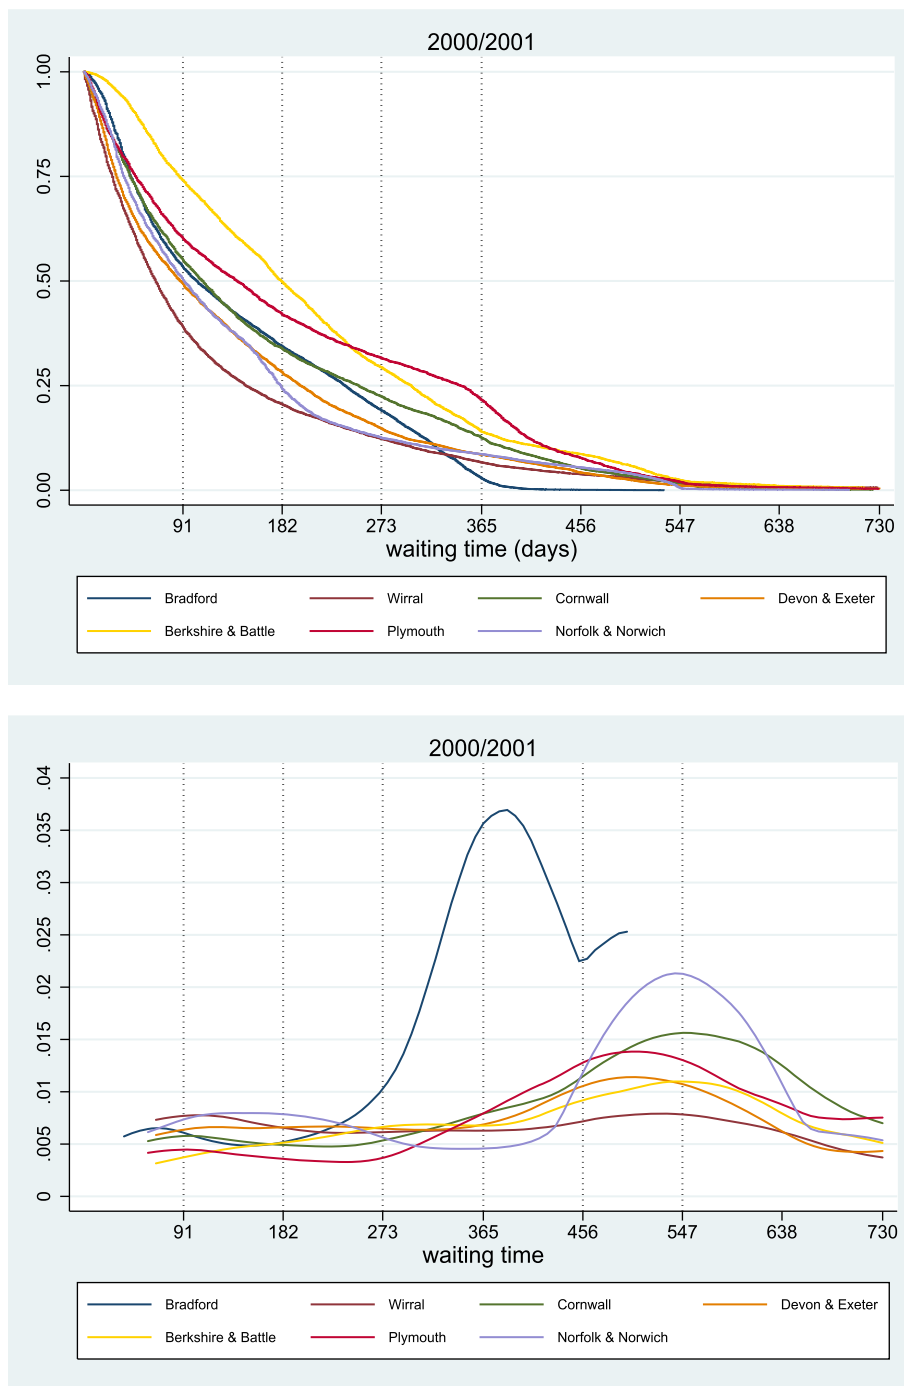 2000/2001
1.00
0.75
0.50
0.25
0.00
91 182 273 365 456 547 638 730
waiting time (days)
Bradford Wirral Cornwall Devon & Exeter
Berkshire & Battle Plymouth Norfolk & Norwich
2000/2001
.04
.035
.03
.025
.02
.015
.01
.005
0
91 182 273 365 456 547 638 730
waiting time
Bradford Wirral Cornwall Devon & Exeter
Berkshire & Battle Plymouth Norfolk & Norwich